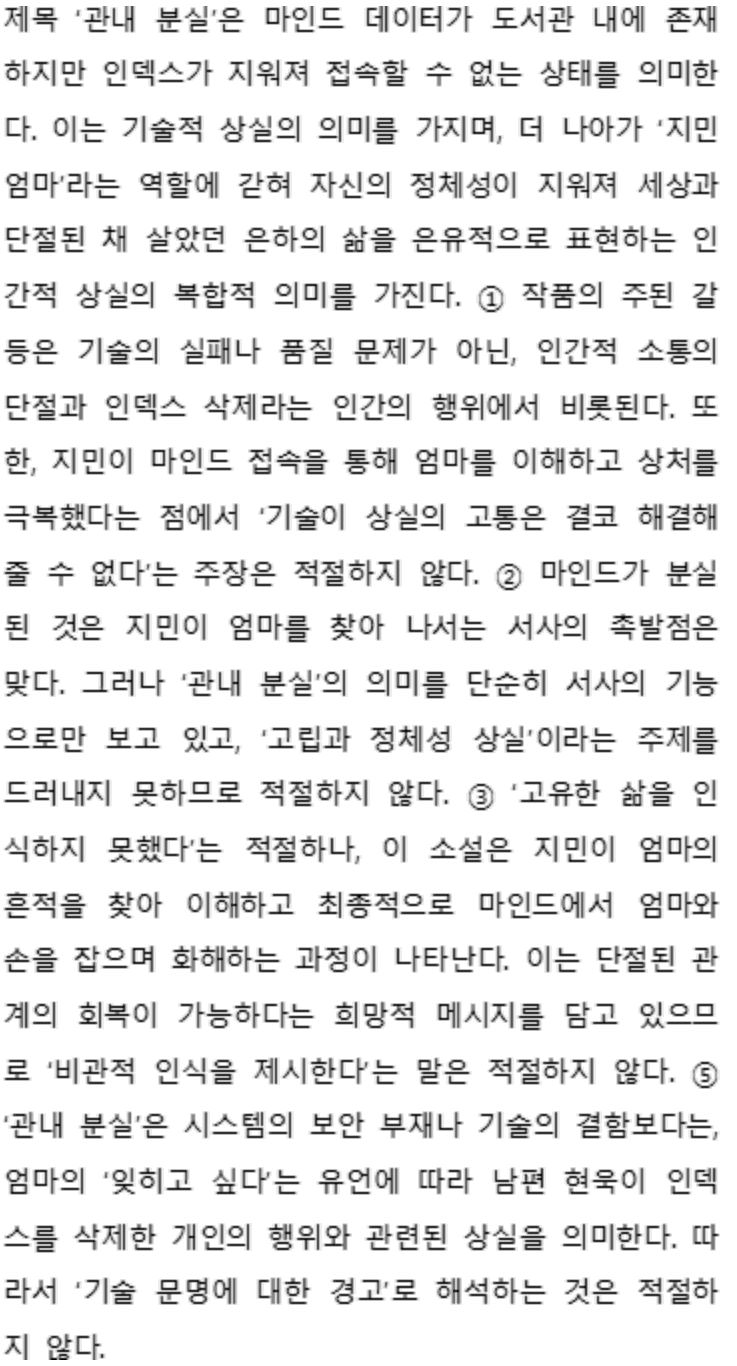 제목 '관내 분실'은 마인드 데이터가 도서관 내에 존재
하지만 인덱스가 지워져 접속할 수 없는 상태를 의미한
다. 이는 기술적 상실의 의미를 가지며, 더 나아가 '지민
엄마'라는 역할에 갇혀 자신의 정체성이 지워져 세상과
단절된 채 살았던 은하의 삶을 은유적으로 표현하는 인
간적 상실의 복합적 의미를 가진다. ① 작품의 주된 갈
등은 기술의 실패나 품질 문제가 아닌, 인간적 소통의
단절과 인덱스 삭제라는 인간의 행위에서 비롯된다. 또
한, 지민이 마인드 접속을 통해 엄마를 이해하고 상처를
극복했다는 점에서 '기술이 상실의 고통은 결코 해결해
줄 수 없다'는 주장은 적절하지 않다. ② 마인드가 분실
된 것은 지민이 엄마를 찾아 나서는 서사의 촉발점은
맞다. 그러나 '관내 분실'의 의미를 단순히 서사의 기능
으로만 보고 있고, '고립과 정체성 상실'이라는 주제를
드러내지 못하므로 적절하지 않다. ③ '고유한 삶을 인
식하지 못했다'는 적절하나, 이 소설은 지민이 엄마의
흔적을 찾아 이해하고 최종적으로 마인드에서 엄마와
손을 잡으며 화해하는 과정이 나타난다. 이는 단절된 관
계의 회복이 가능하다는 희망적 메시지를 담고 있으므
로 '비관적 인식을 제시한다'는 말은 적절하지 않다. ⑤
'관내 분실'은 시스템의 보안 부재나 기술의 결함보다는,
엄마의 '잊히고 싶다'는 유언에 따라 남편 현욱이 인덱
스를 삭제한 개인의 행위와 관련된 상실을 의미한다. 따
라서 '기술 문명에 대한 경고'로 해석하는 것은 적절하
지 않다.